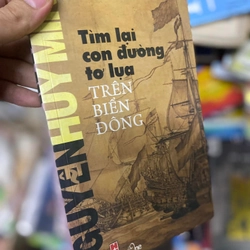 NGUYỄN HUY MINH
Tìm lại
con đường
tơ lụa
TRÊN
BIỂN
ĐÔNG